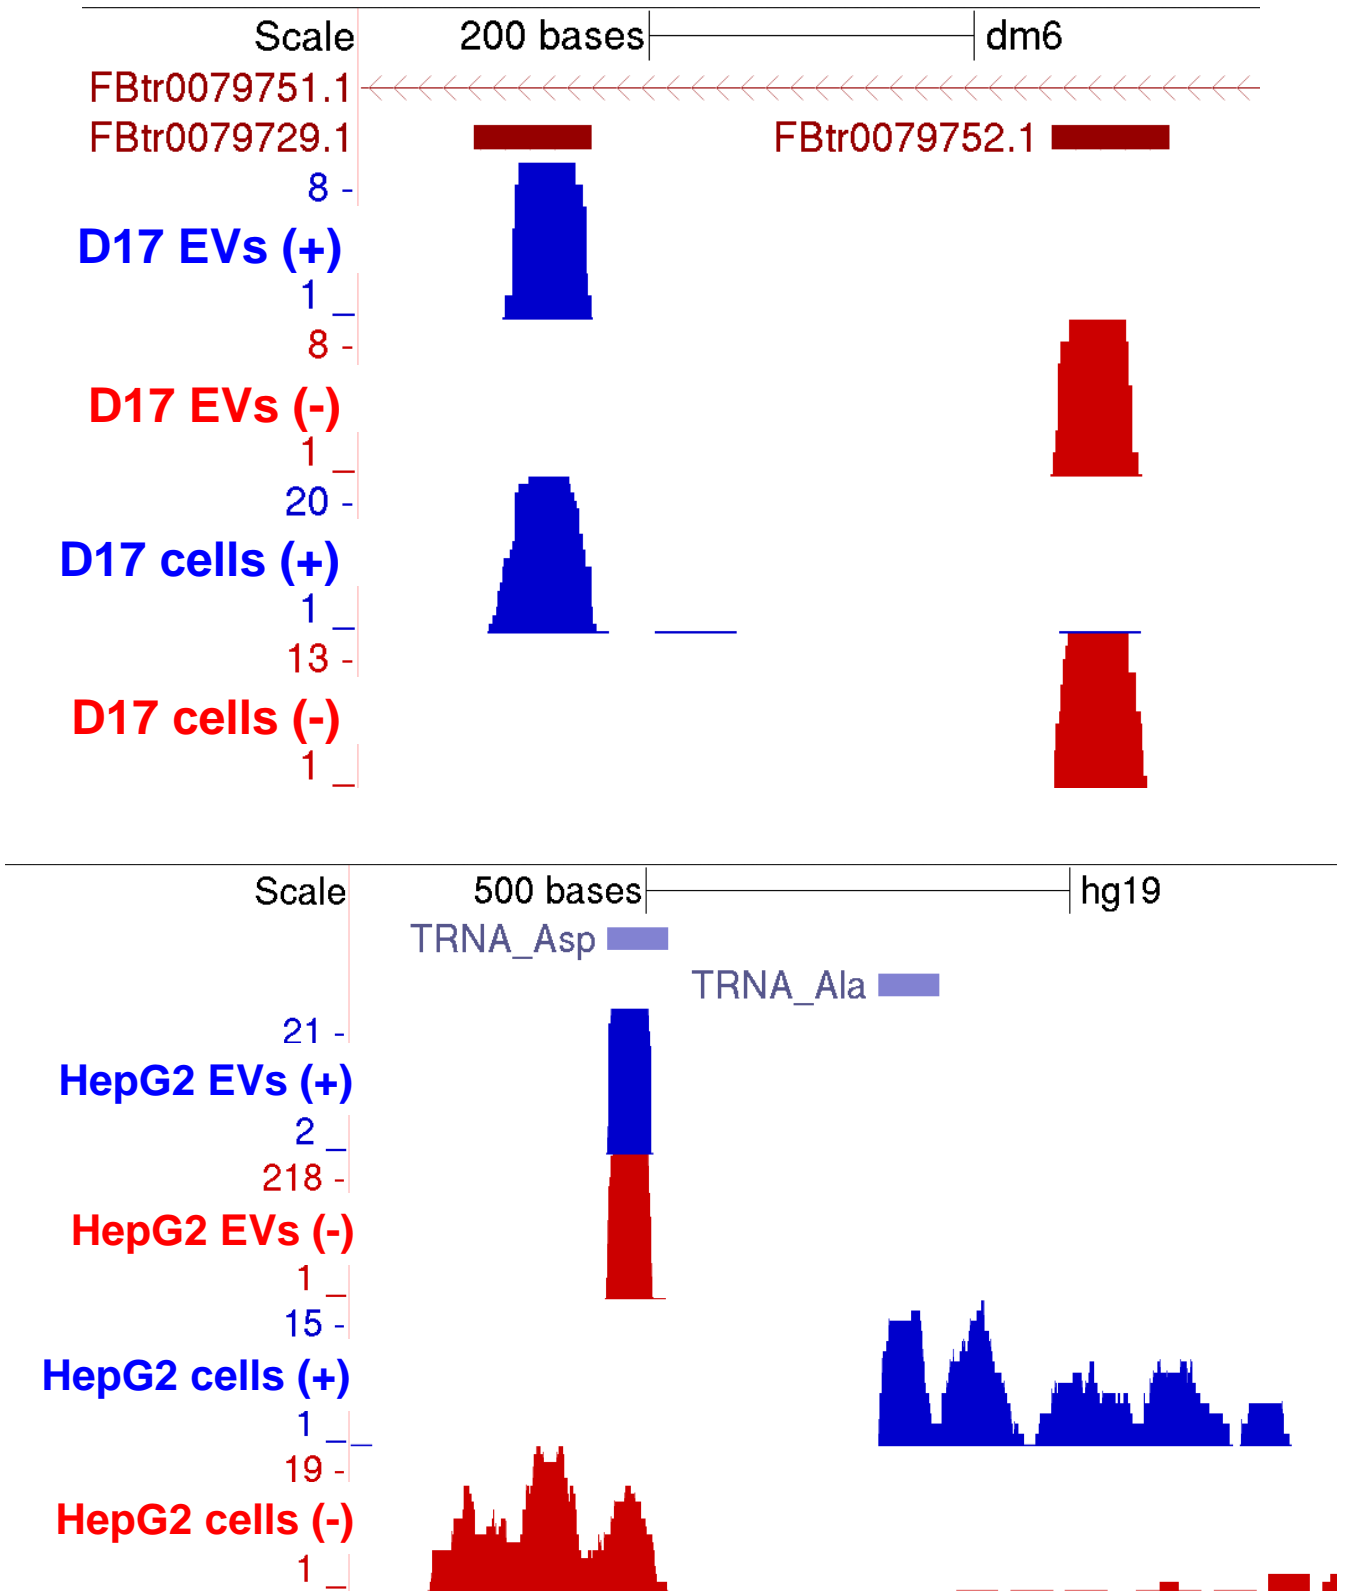 Scale 200 bases dm6
FBtr0079751.1
FBtr0079729.1 FBtr0079752.1
8 -
D17 EVs (+)
1 _
8 -
D17 EVs (-)
1 _
20 -
D17 cells (+)
1 _
13 -
D17 cells (-)
1 _
Scale 500 bases hg19
TRNA_Asp
TRNA_Ala
21 -
HepG2 EVs (+)
2 _
218 -
HepG2 EVs (-)
1 _
15 -
HepG2 cells (+)
1 _
19 -
HepG2 cells (-)
1 _